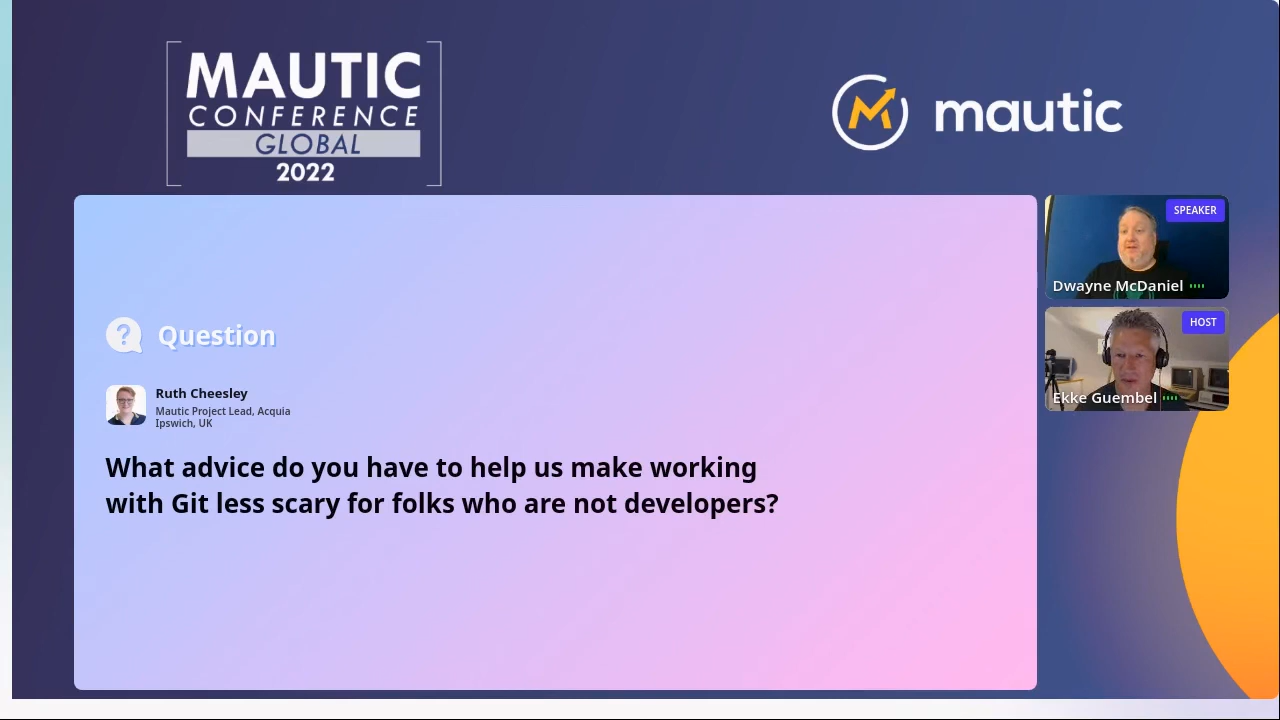 MAUTIC
CONFERENCE
GLOBAL
2022
mautic
SPEAKER
Dwayne McDaniel
HOST
Ekke Guembel
Question
Ruth Cheesley
Mautic Project Lead, Acquia
Ipswich, UK
What advice do you have to help us make working
with Git less scary for folks who are not developers?